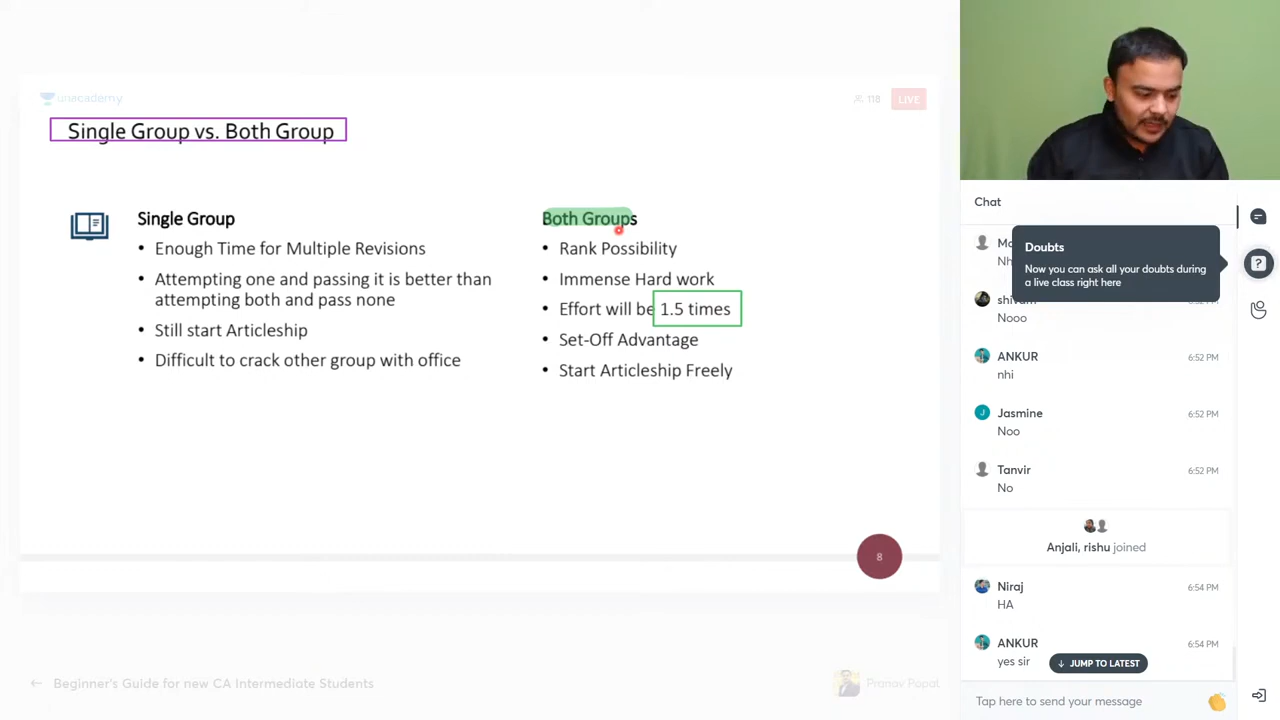 unacademy
118
LIVE
Single Group vs. Both Group
Single Group
• Enough Time for Multiple Revisions
• Attempting one and passing it is better than
attempting both and pass none
• Still start Articleship
• Difficult to crack other group with office
Both Groups
• Rank Possibility
• Immense Hard work
• Effort will be 1.5 times
• Set-Off Advantage
• Start Articleship Freely
8
← Beginner's Guide for new CA Intermediate Students
Pranav Popat
Chat
Doubts
Now you can ask all your doubts during
a live class right here
?
Nooo
ANKUR 6:52 PM
nhi
Jasmine 6:52 PM
J
Noo
Tanvir 6:52 PM
No
Anjali, rishu joined
Niraj 6:54 PM
HA
ANKUR 6:54 PM
yes sir
↓ JUMP TO LATEST
Tap here to send your message